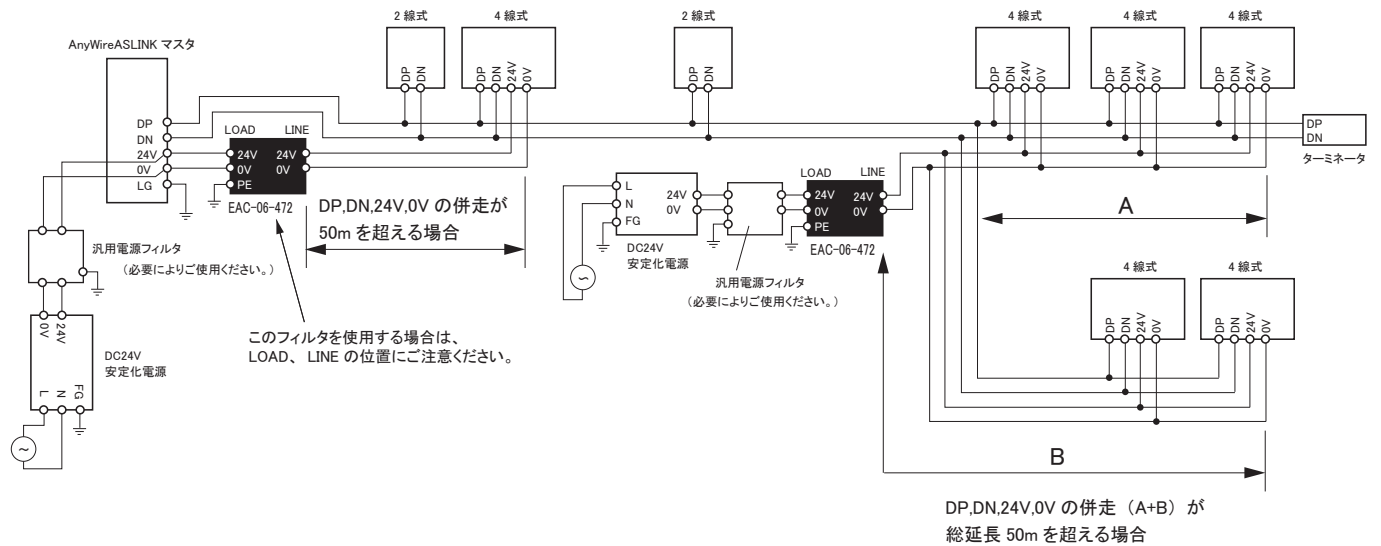 2 線式
4 線式
2 線式
4 線式
4 線式
4 線式
AnyWireASLINK マスタ
DP
DN
DP
DN
24V
0V
DP
DN
DP
DN
24V
0V
DP
DN
24V
0V
DP
DN
24V
0V
DP
DN
24V
0V
LG
LOAD
LINE
24V
0V
PE
24V
0V
EAC-06-472
DP
DN
ターミネータ
DP,DN,24V,0V の併走が
50m を超える場合
L
N
FG
24V
0V
DC24V
安定化電源
LOAD
LINE
24V
0V
PE
24V
0V
EAC-06-472
A
汎用電源フィルタ
（必要によりご使用ください。）
汎用電源フィルタ
（必要によりご使用ください。）
このフィルタを使用する場合は、
LOAD、 LINE の位置にご注意ください。
0V
24V
L
N
FG
DC24V
安定化電源
~
~
4 線式
4 線式
DP
DN
24V
0V
DP
DN
24V
0V
B
DP,DN,24V,0V の併走（A+B）が
総延長 50m を超える場合